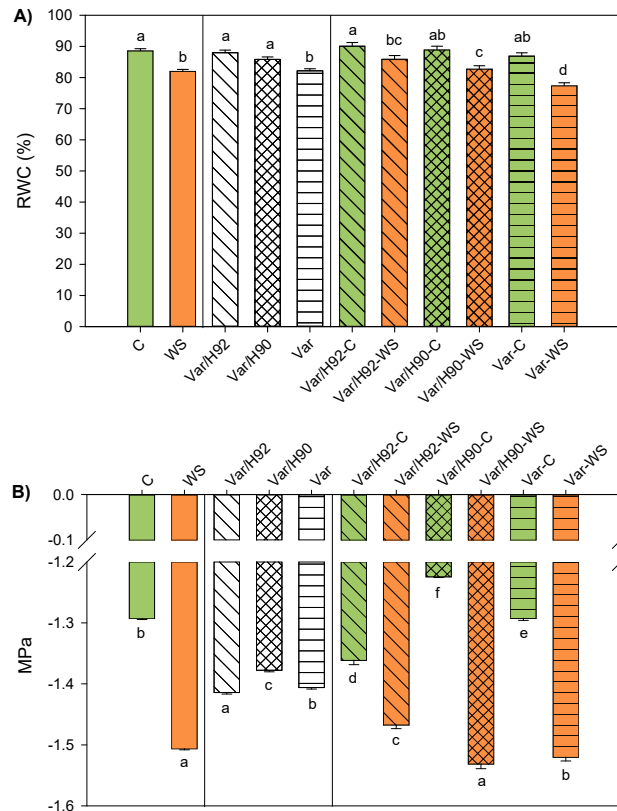 A)
a
b
a
a
b
a
bc
ab
c
ab
d
100
90
80
70
60
50
40
30
20
10
0
RWC (%)
C
WS
Var/H92
Var/H90
Var
Var/H92-C
Var/H92-WS
Var/H90-C
Var/H90-WS
Var-C
Var-WS
B)
C
WS
Var/H92
Var/H90
Var
Var/H92-C
Var/H92-WS
Var/H90-C
Var/H90-WS
Var-C
Var-WS
0.0
-0.1
-1.2
-1.3
-1.4
-1.5
-1.6
MPa
b
a
a
c
b
d
c
f
a
e
b